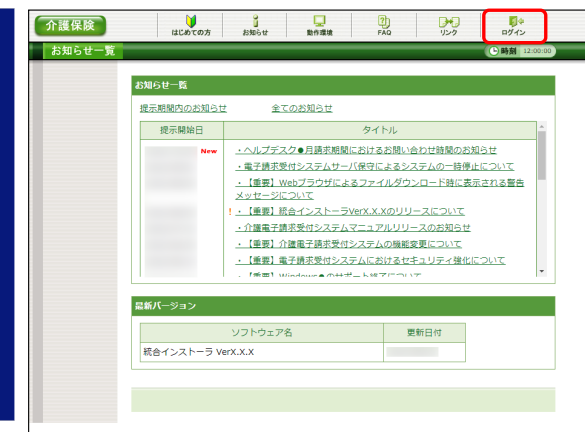 介護保険
はじめての方 お知らせ 動作環境 FAQ リンク ログイン
お知らせ一覧 時刻 12:00:00
お知らせ一覧
提示期間内のお知らせ 全てのお知らせ
提示開始日 タイトル
New ・ヘルプデスク●月請求期間におけるお問い合わせ時間のお知らせ
・電子請求受付システムサーバ保守によるシステムの一時停止について
・【重要】Webブラウザによるファイルダウンロード時に表示される警告
メッセージについて
! ・【重要】統合インストーラVerX.X.Xのリリースについて
・介護電子請求受付システムマニュアルリリースのお知らせ
・【重要】介護電子請求受付システムの機能変更について
・【重要】電子請求受付システムにおけるセキュリティ強化について
・【重要】Windows●のサポート終了について
最新バージョン
ソフトウェア名 更新日付
統合インストーラ VerX.X.X